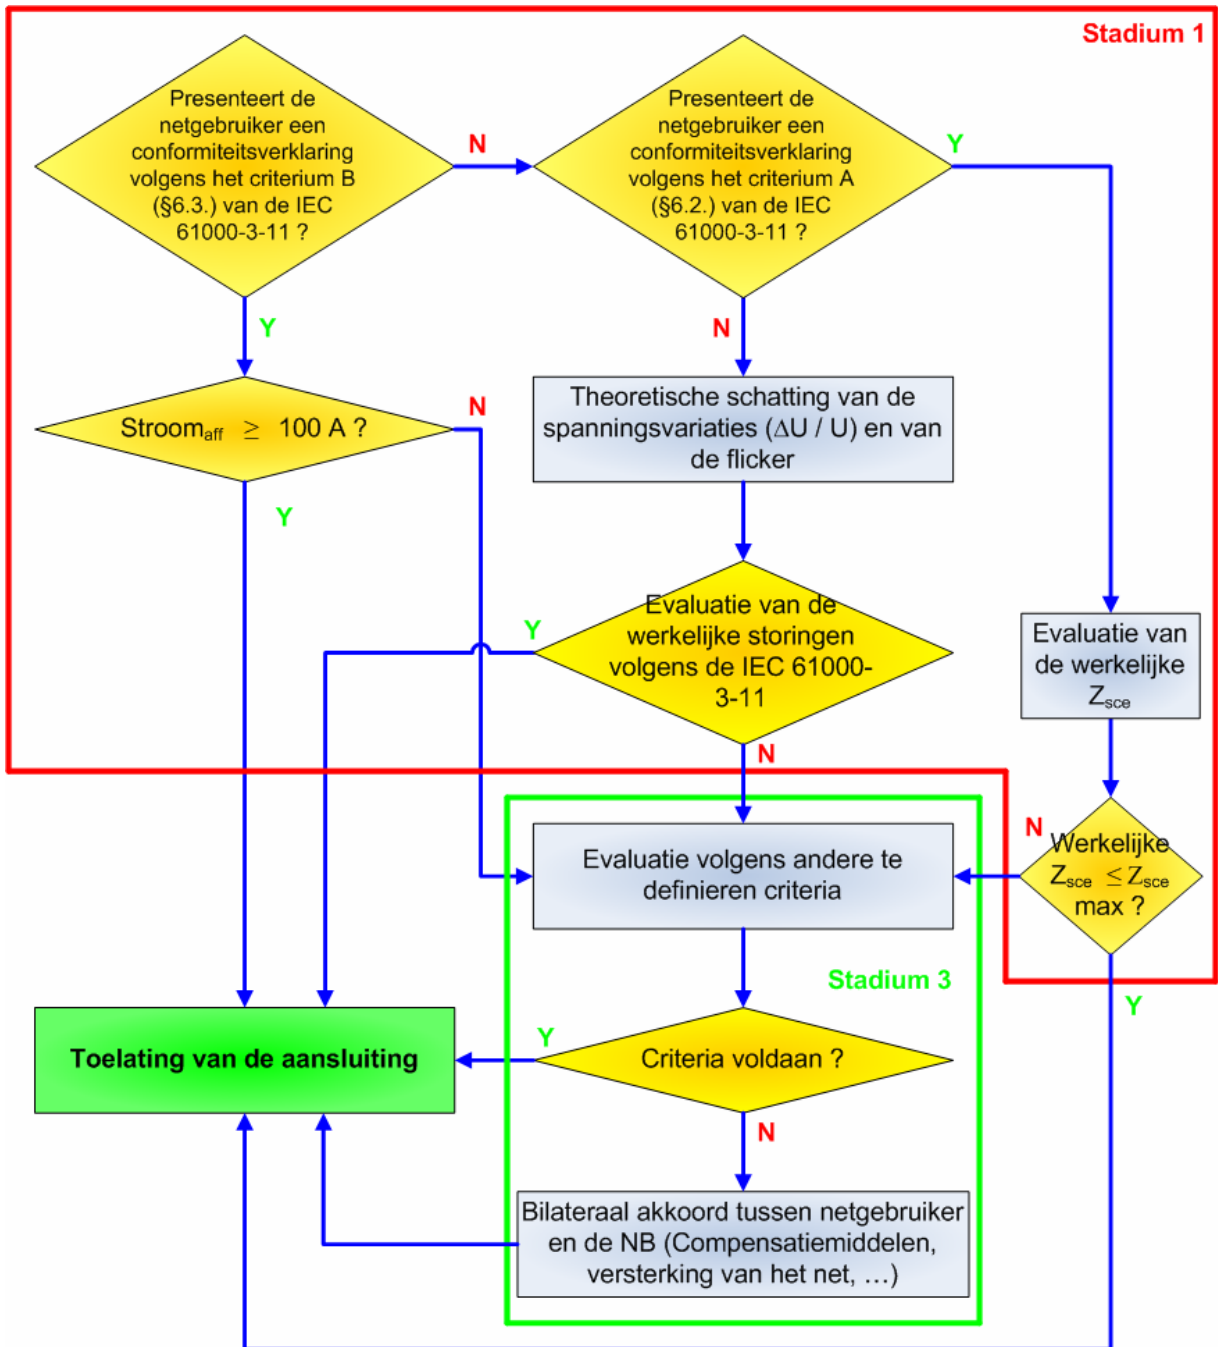 Stadium 1
Presenteert de
netgebruiker een
conformiteitsverklaring
volgens het criterium B
(§6.3.) van de IEC
61000-3-11 ?
N
Presenteert de
netgebruiker een
conformiteitsverklaring
volgens het criterium A
(§6.2.) van de IEC
61000-3-11 ?
Y
Y
N
Stroom aff ≥ 100 A ?
N
Y
Theoretische schatting van de
spanningsvariaties (ΔU / U) en van
de flicker
Evaluatie van de
werkelijke storingen
volgens de IEC 61000-
3-11
Y
N
Evaluatie van
de werkelijke
Zsce
Werkelijke
Zsce ≤ Zsce
max ?
N
Y
Evaluatie volgens andere te
definieren criteria
Stadium 3
Criteria voldaan ?
Y
N
Toelating van de aansluiting
Bilateraal akkoord tussen netgebruiker
en de NB (Compensatiemiddelen,
versterking van het net, …)